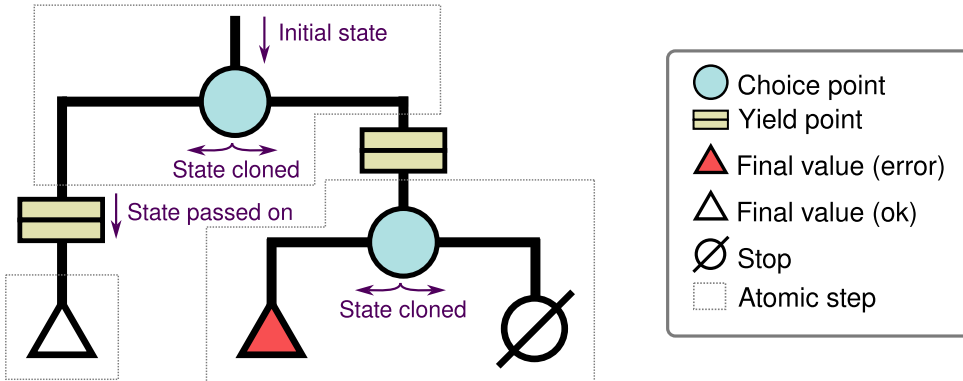 Initial state
State cloned
State passed on
State cloned
Choice point
Yield point
Final value (error)
Final value (ok)
Stop
Atomic step